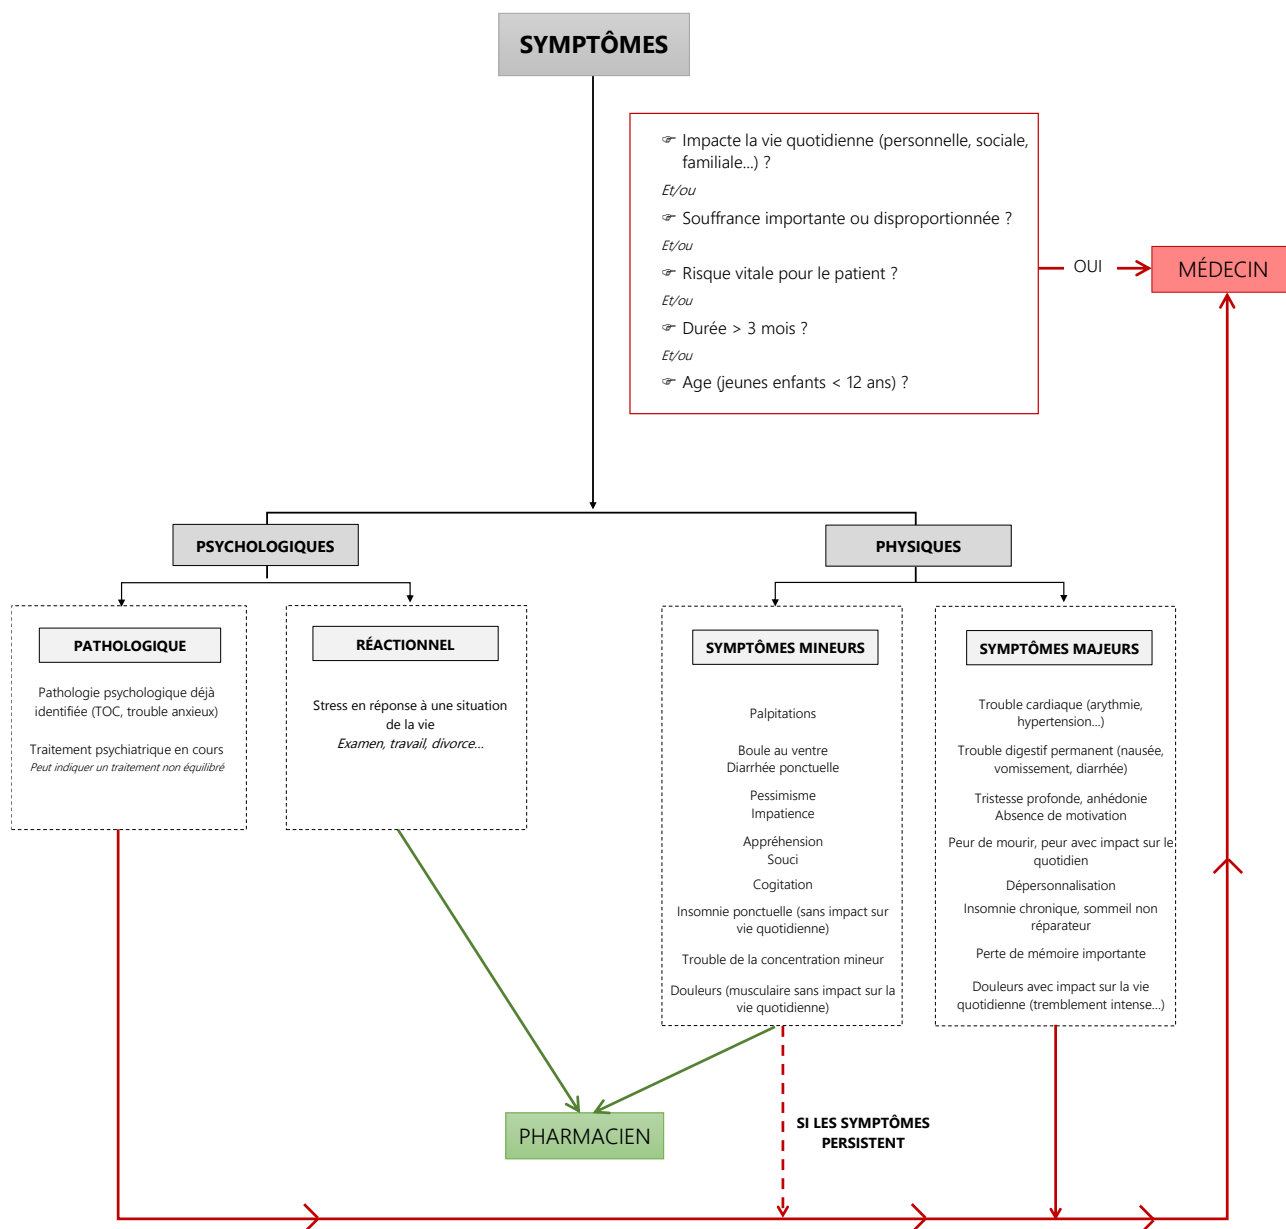 SYMPTÔMES
☞ Impacte la vie quotidienne (personnelle, sociale,
familiale...) ?
Et/ou
☞ Souffrance importante ou disproportionnée ?
Et/ou
☞ Risque vitale pour le patient ?
Et/ou
☞ Durée > 3 mois ?
Et/ou
☞ Age (jeunes enfants < 12 ans) ?
OUI
MÉDECIN
PSYCHOLOGIQUES
PHYSIQUES
PATHOLOGIQUE
Pathologie psychologique déjà
identifiée (TOC, trouble anxieux)
Traitement psychiatrique en cours
Peut indiquer un traitement non équilibré
RÉACTIONNEL
Stress en réponse à une situation
de la vie
Examen, travail, divorce...
SYMPTÔMES MINEURS
Palpitations
Boule au ventre
Diarrhée ponctuelle
Pessimisme
Impatience
Appréhension
Souci
Cogitation
Insomnie ponctuelle (sans impact sur
vie quotidienne)
Trouble de la concentration mineur
Douleurs (musculaire sans impact sur la
vie quotidienne)
SYMPTÔMES MAJEURS
Trouble cardiaque (arythmie,
hypertension...)
Trouble digestif permanent (nausée,
vomissement, diarrhée)
Tristesse profonde, anhédonie
Absence de motivation
Peur de mourir, peur avec impact sur le
quotidien
Dépersonnalisation
Insomnie chronique, sommeil non
réparateur
Perte de mémoire importante
Douleurs avec impact sur la vie
quotidienne (tremblement intense...)
PHARMACIEN
SI LES SYMPTÔMES
PERSISTENT